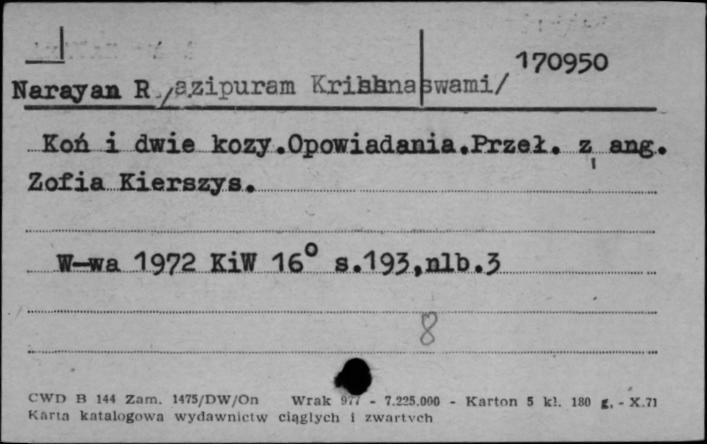 170950
Narayan R /azipuram Krishnaswami/
Koń i dwie kozy.Opowiadania.Przeł. z ang.
Zofia Kierszys.
W-wa 1972 KiW 16° s.193,nlb.3
8
CWD B 144 Zam. 1475/DW/On Wrak 977 - 7.225.000 - Karton 5 kl. 180 g. - X.71
Karta katalogowa wydawnictw ciągłych i zwartych